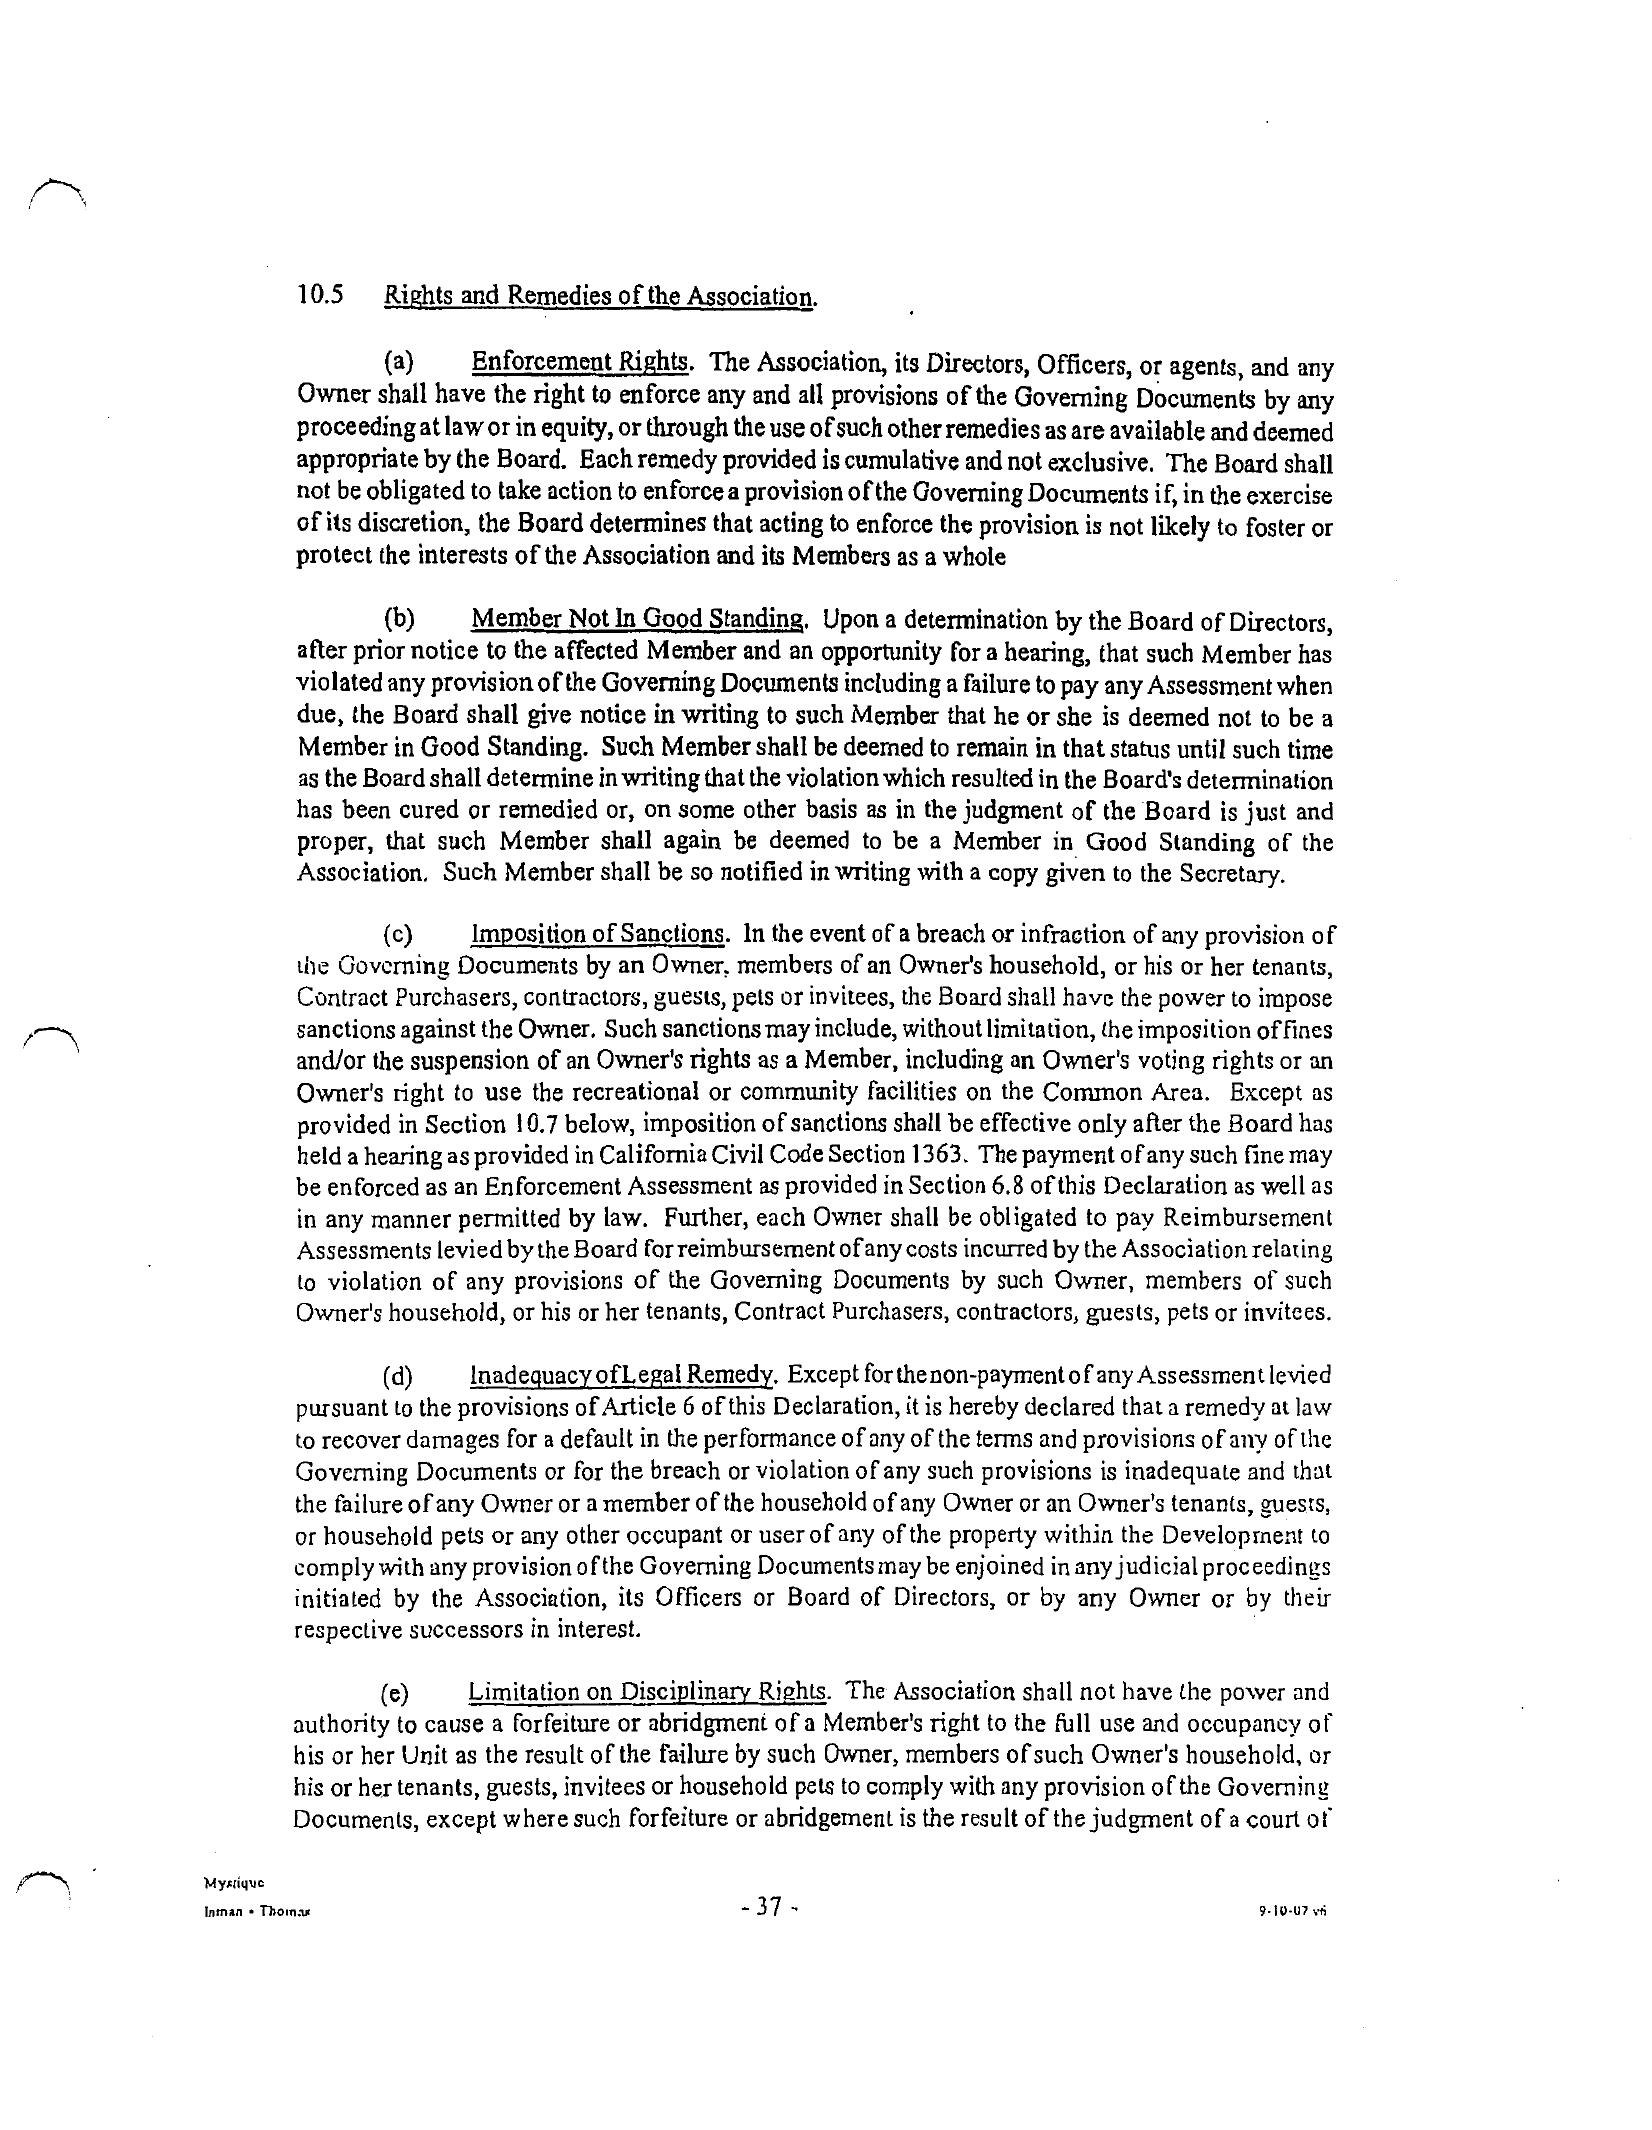 10.5 Rights and Remedies of the Association.
(a) Enforcement Rights. The Association, its Directors, Officers, or agents, and any
Owner shall have the right to enforce any and all provisions of the Governing Documents by any
proceeding at law or in equity, or through the use of such other remedies as are available and deemed
appropriate by the Board. Each remedy provided is cumulative and not exclusive. The Board shall
not be obligated to take action to enforce a provision of the Governing Documents if, in the exercise
of its discretion, the Board determines that acting to enforce the provision is not likely to foster or
protect the interests of the Association and its Members as a whole
(b) Member Not In Good Standing. Upon a determination by the Board of Directors,
after prior notice to the affected Member and an opportunity for a hearing, that such Member has
violated any provision of the Governing Documents including a failure to pay any Assessment when
due, the Board shall give notice in writing to such Member that he or she is deemed not to be a
Member in Good Standing. Such Member shall be deemed to remain in that status until such time
as the Board shall determine in writing that the violation which resulted in the Board's determination
has been cured or remedied or, on some other basis as in the judgment of the Board is just and
proper, that such Member shall again be deemed to be a Member in Good Standing of the
Association. Such Member shall be so notified in writing with a copy given to the Secretary.
(c) Imposition of Sanctions. In the event of a breach or infraction of any provision of
the Governing Documents by an Owner, members of an Owner's household, or his or her tenants,
Contract Purchasers, contractors, guests, pets or invitees, the Board shall have the power to impose
sanctions against the Owner. Such sanctions may include, without limitation, the imposition of fines
and/or the suspension of an Owner's rights as a Member, including an Owner's voting rights or an
Owner's right to use the recreational or community facilities on the Common Area. Except as
provided in Section 10.7 below, imposition of sanctions shall be effective only after the Board has
held a hearing as provided in California Civil Code Section 1363. The payment of any such fine may
be enforced as an Enforcement Assessment as provided in Section 6.8 of this Declaration as well as
in any manner permitted by law. Further, each Owner shall be obligated to pay Reimbursement
Assessments levied by the Board for reimbursement of any costs incurred by the Association relating
to violation of any provisions of the Governing Documents by such Owner, members of such
Owner's household, or his or her tenants, Contract Purchasers, contractors, guests, pets or invitees.
(d) Inadequacy of Legal Remedy. Except for the non-payment of any Assessment levied
pursuant to the provisions of Article 6 of this Declaration, it is hereby declared that a remedy at law
to recover damages for a default in the performance of any of the terms and provisions of any of the
Governing Documents or for the breach or violation of any such provisions is inadequate and that
the failure of any Owner or a member of the household of any Owner or an Owner's tenants, guests,
or household pets or any other occupant or user of any of the property within the Development to
comply with any provision of the Governing Documents may be enjoined in any judicial proceedings
initiated by the Association, its Officers or Board of Directors, or by any Owner or by their
respective successors in interest.
(e) Limitation on Disciplinary Rights. The Association shall not have the power and
authority to cause a forfeiture or abridgment of a Member's right to the full use and occupancy of
his or her Unit as the result of the failure by such Owner, members of such Owner's household, or
his or her tenants, guests, invitees or household pets to comply with any provision of the Governing
Documents, except where such forfeiture or abridgement is the result of the judgment of a court of
Mystique
Inman • Thomas
- 37 -
9-10-07